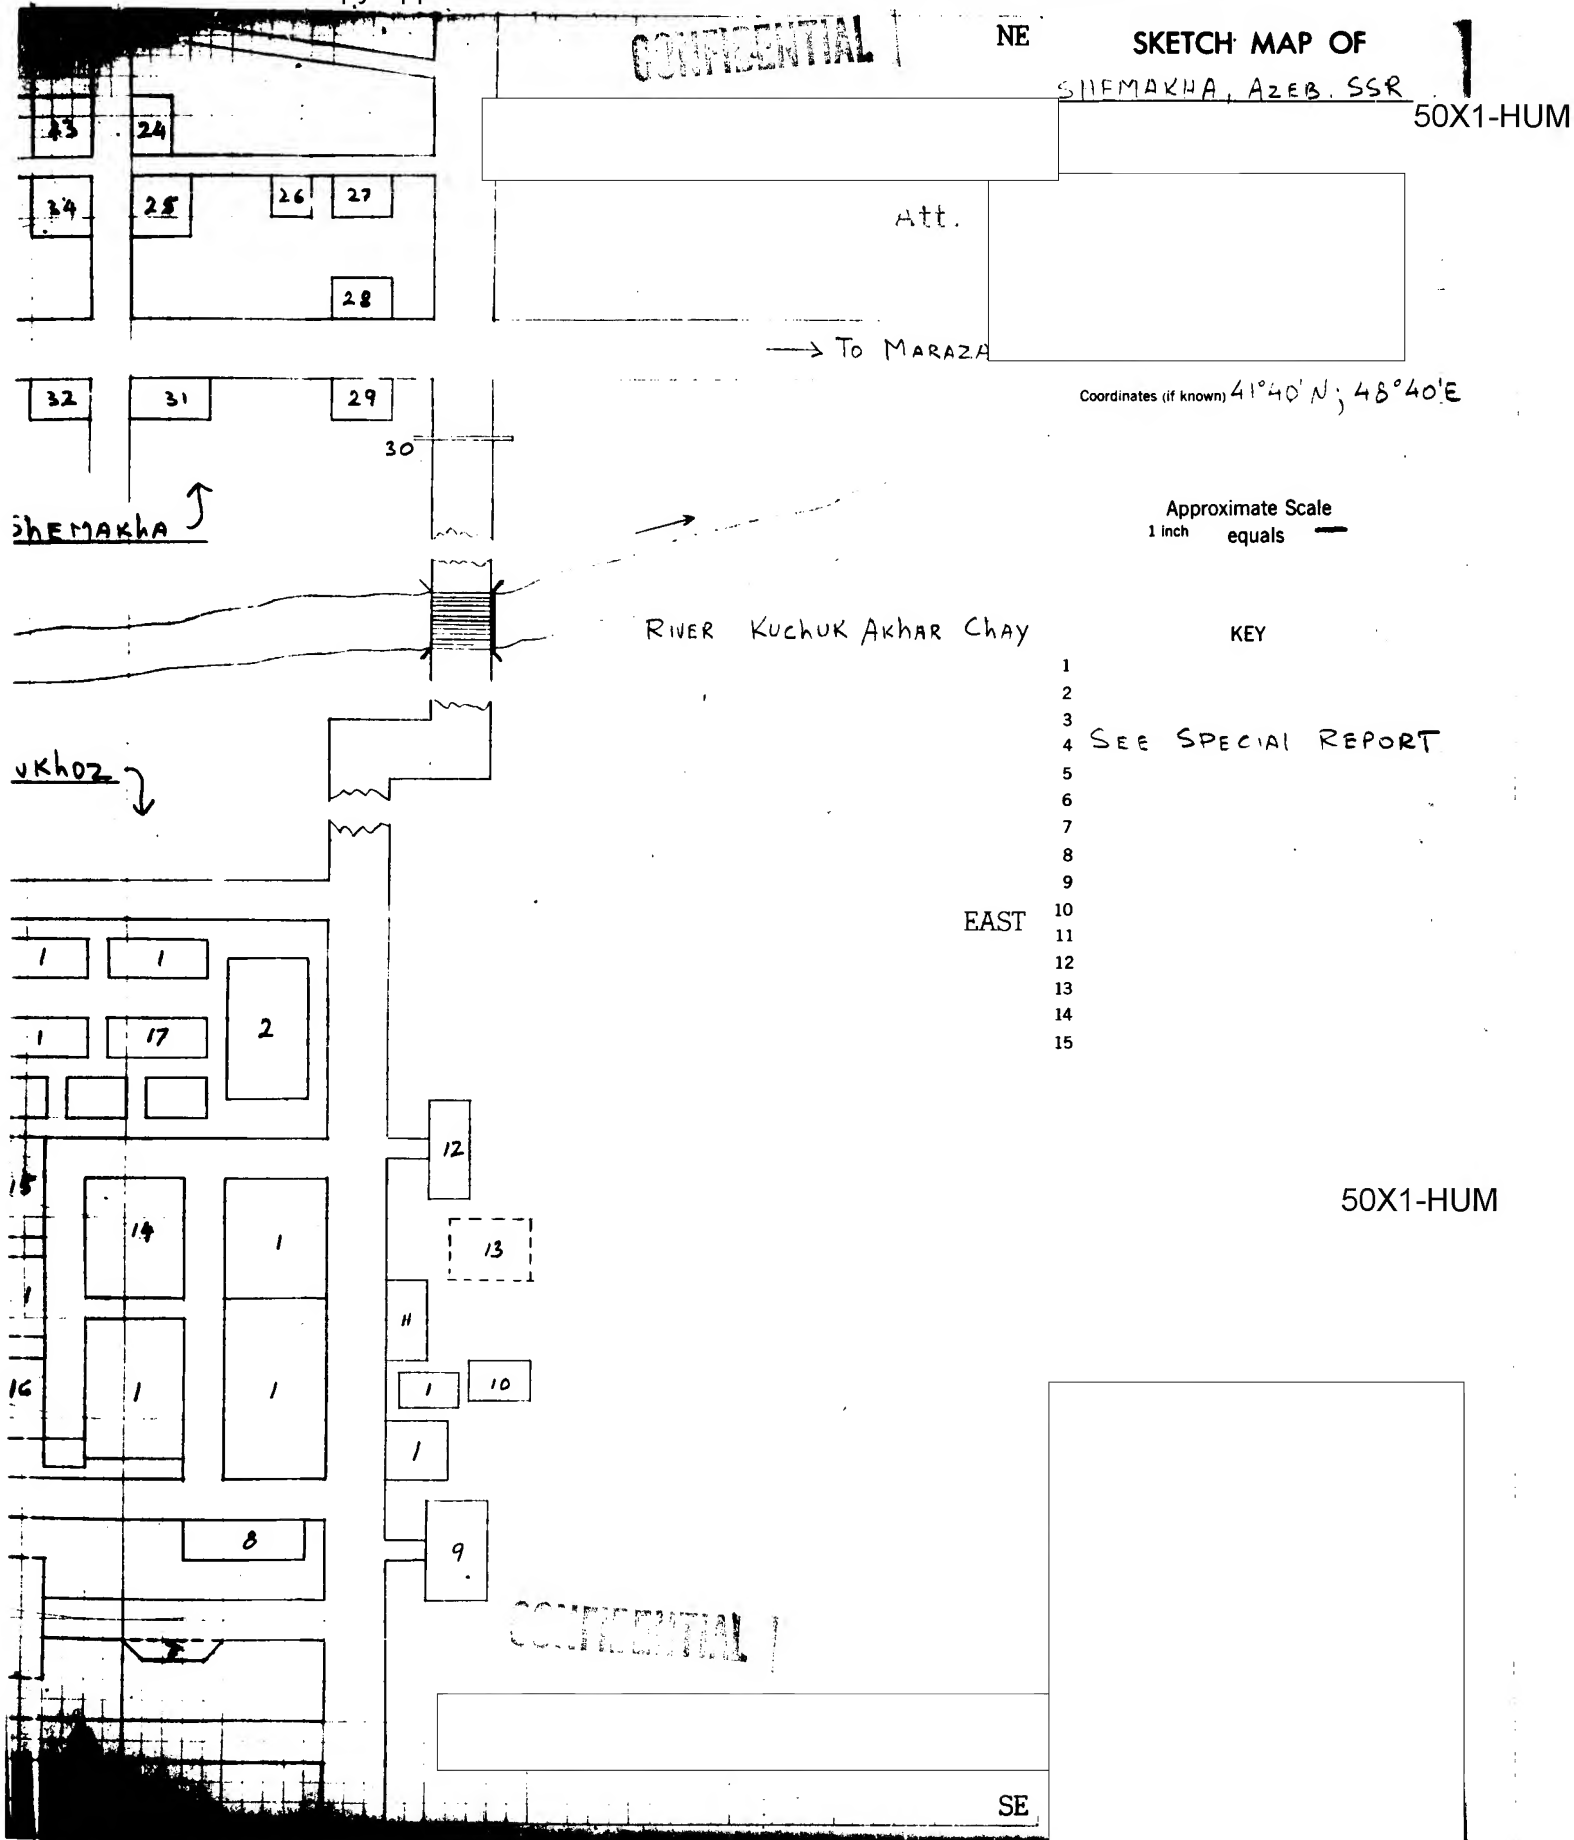 CONFIDENTIAL
NE
SKETCH MAP OF
SHEMAKHA, AZEB. SSR
50X1-HUM
23
24
34
25
26
27
Att.
28
→ To MARAZA
32
31
29
Coordinates (if known) 41°40'N; 48°40'E
30
ShEMAKhA
Approximate Scale
1 inch equals —
RIVER KUChUK AKhAR ChAY
KEY
1
2
3
4 SEE SPECIAL REPORT
5
6
7
8
9
10
11
12
13
14
15
VKhOZ
EAST
1
1
1
17
2
12
15
14
1
13
1
11
16
1
1
1
10
1
8
9
50X1-HUM
CONFIDENTIAL
SE